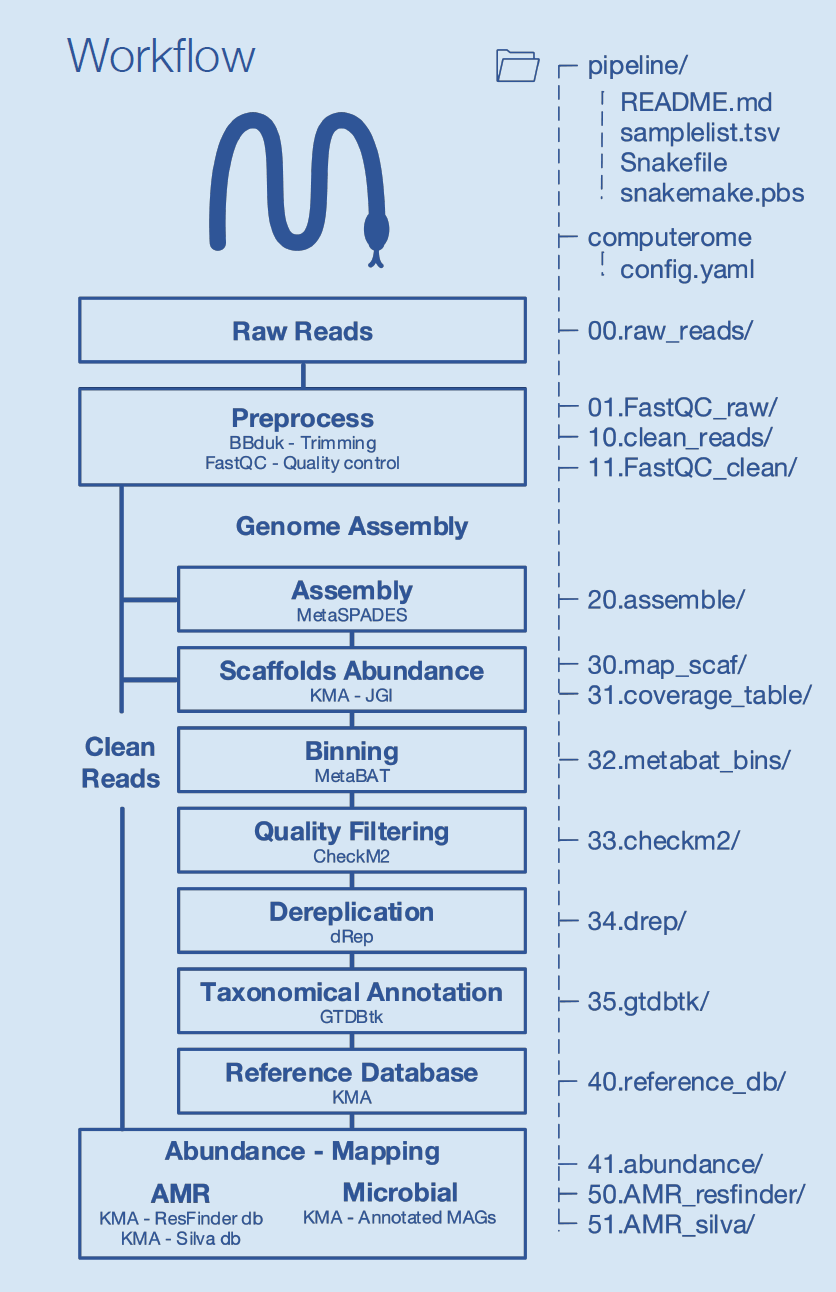 Workflow
pipeline/
README.md
samplelist.tsv
Snakefile
snakemake.pbs
computerome
config.yaml
Raw Reads
00.raw_reads/
Preprocess
BBduk - Trimming
FastQC - Quality control
01.FastQC_raw/
10.clean_reads/
11.FastQC_clean/
Genome Assembly
Assembly
MetaSPADES
20.assemble/
Scaffolds Abundance
KMA - JGI
30.map_scaf/
31.coverage_table/
Clean
Reads
Binning
MetaBAT
32.metabat_bins/
Quality Filtering
CheckM2
33.checkm2/
Dereplication
dRep
34.drep/
Taxonomical Annotation
GTDBtk
35.gtdbtk/
Reference Database
KMA
40.reference_db/
Abundance - Mapping
AMR
KMA - ResFinder db
KMA - Silva db
Microbial
KMA - Annotated MAGs
41.abundance/
50.AMR_resfinder/
51.AMR_silva/